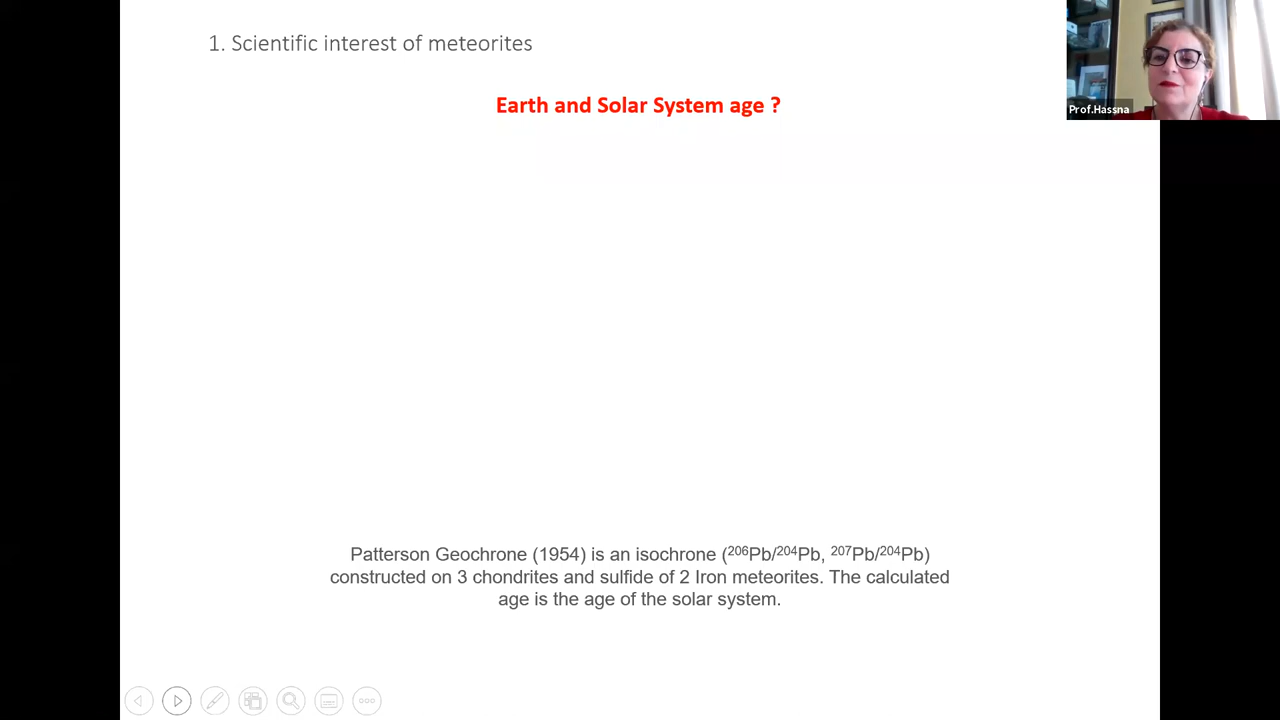 1. Scientific interest of meteorites
Earth and Solar System age ?
Prof.Hassna
Patterson Geochrone (1954) is an isochrone (²⁰⁶Pb/²⁰⁴Pb, ²⁰⁷Pb/²⁰⁴Pb)
constructed on 3 chondrites and sulfide of 2 Iron meteorites. The calculated
age is the age of the solar system.